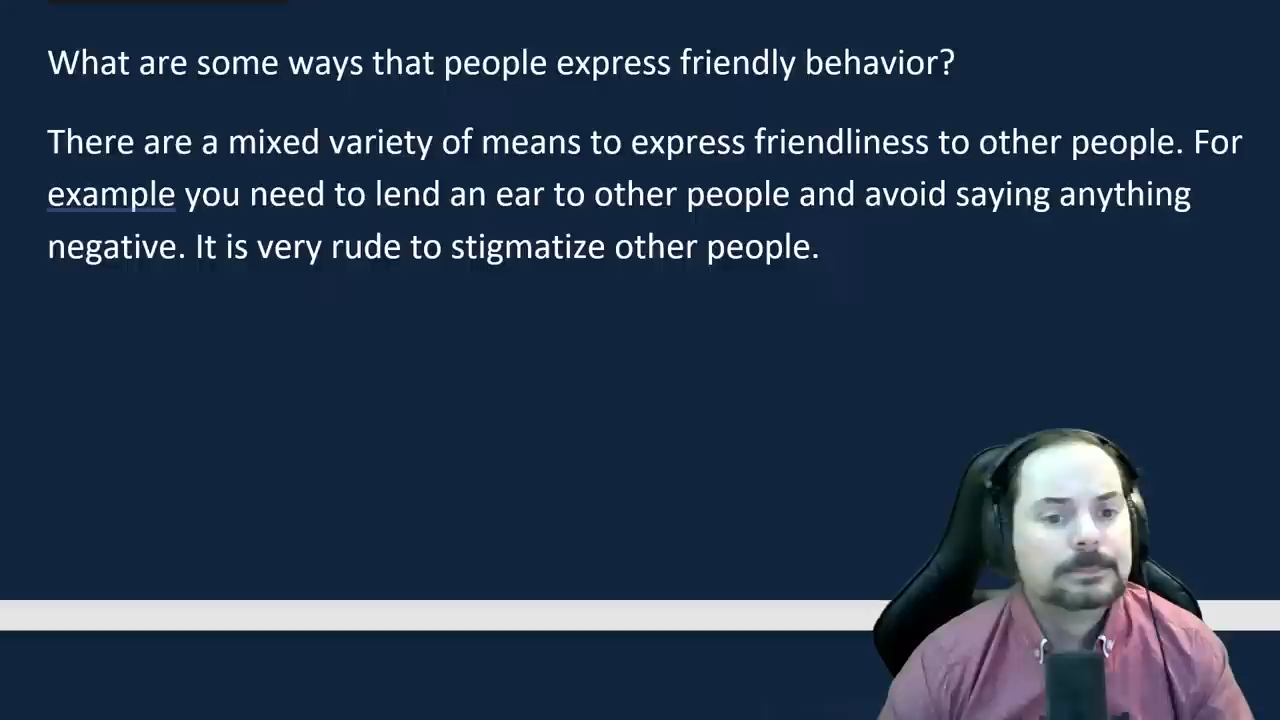 What are some ways that people express friendly behavior?
There are a mixed variety of means to express friendliness to other people. For
example you need to lend an ear to other people and avoid saying anything
negative. It is very rude to stigmatize other people.